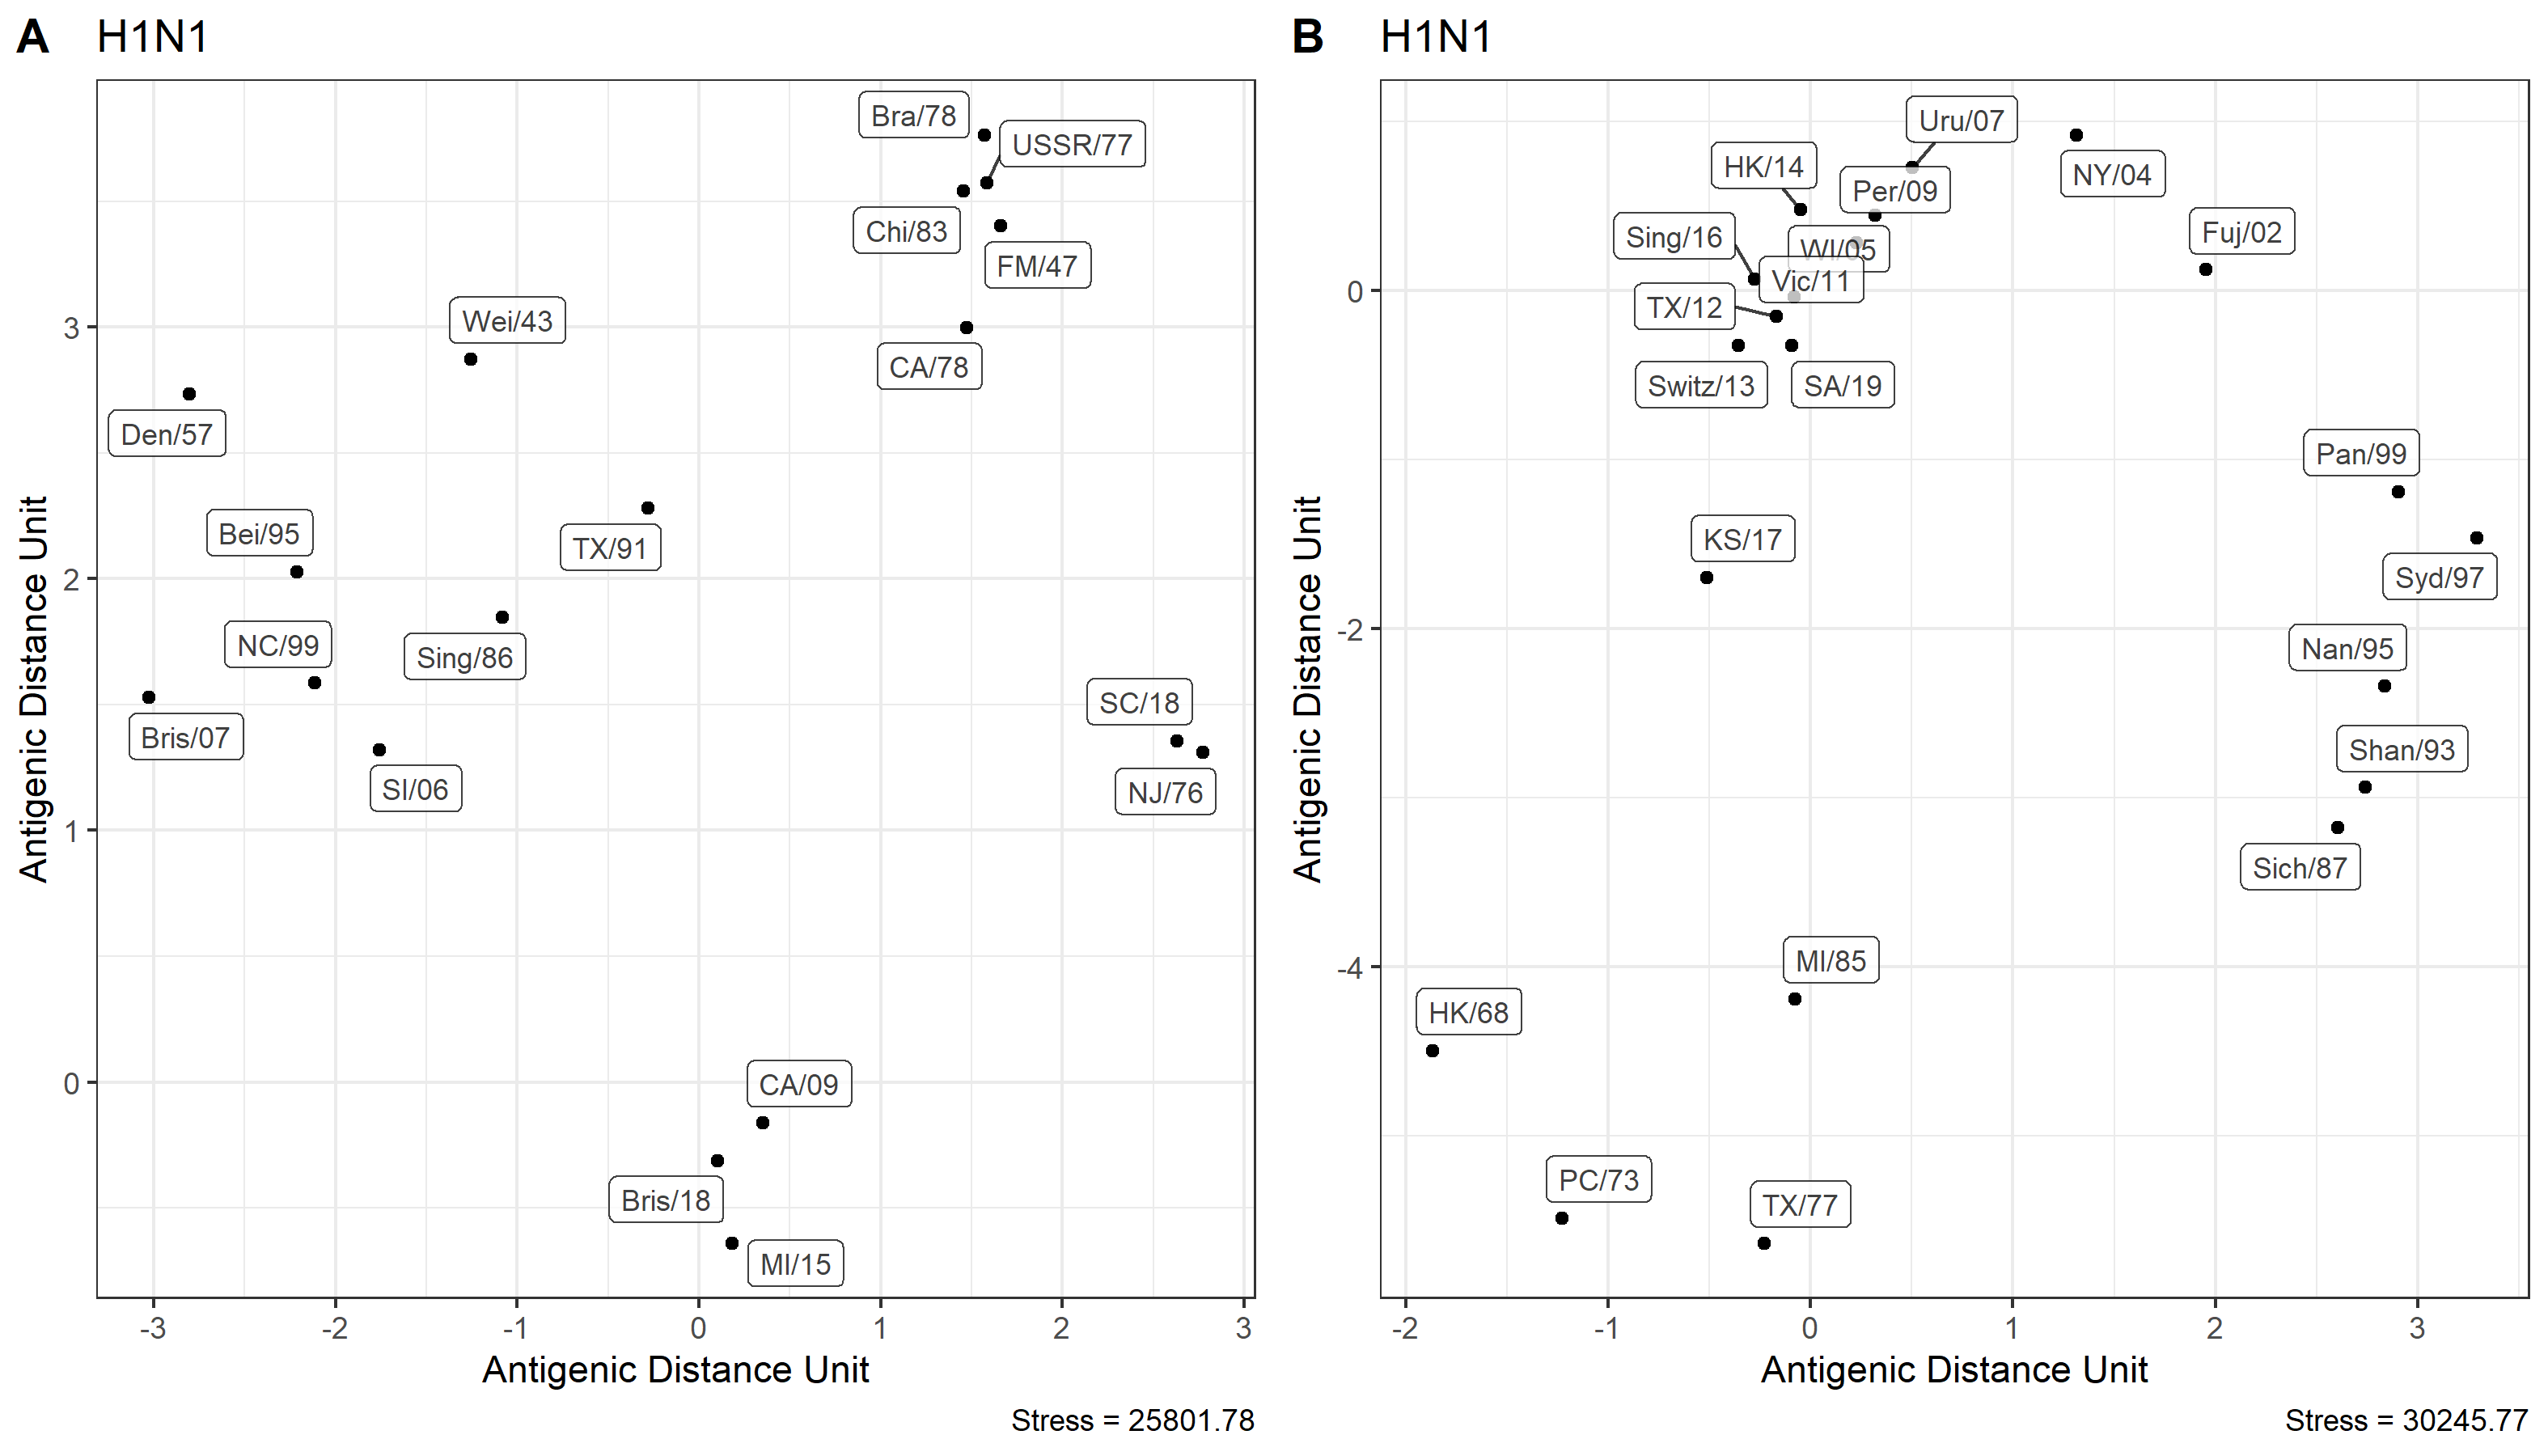 A H1N1
Bra/78
USSR/77
Chi/83
FM/47
Wei/43
CA/78
Den/57
Bei/95
TX/91
NC/99
Sing/86
SC/18
Bris/07
SI/06
NJ/76
CA/09
Bris/18
MI/15
3
2
1
0
-3 -2 -1 0 1 2 3
Antigenic Distance Unit
Antigenic Distance Unit
Stress = 25801.78
B H1N1
Uru/07
HK/14
NY/04
Per/09
Sing/16
Fuj/02
WI/05
Vic/11
TX/12
Switz/13
SA/19
Pan/99
KS/17
Syd/97
Nan/95
Shan/93
Sich/87
MI/85
HK/68
PC/73
TX/77
0
-2
-4
-2 -1 0 1 2 3
Antigenic Distance Unit
Antigenic Distance Unit
Stress = 30245.77